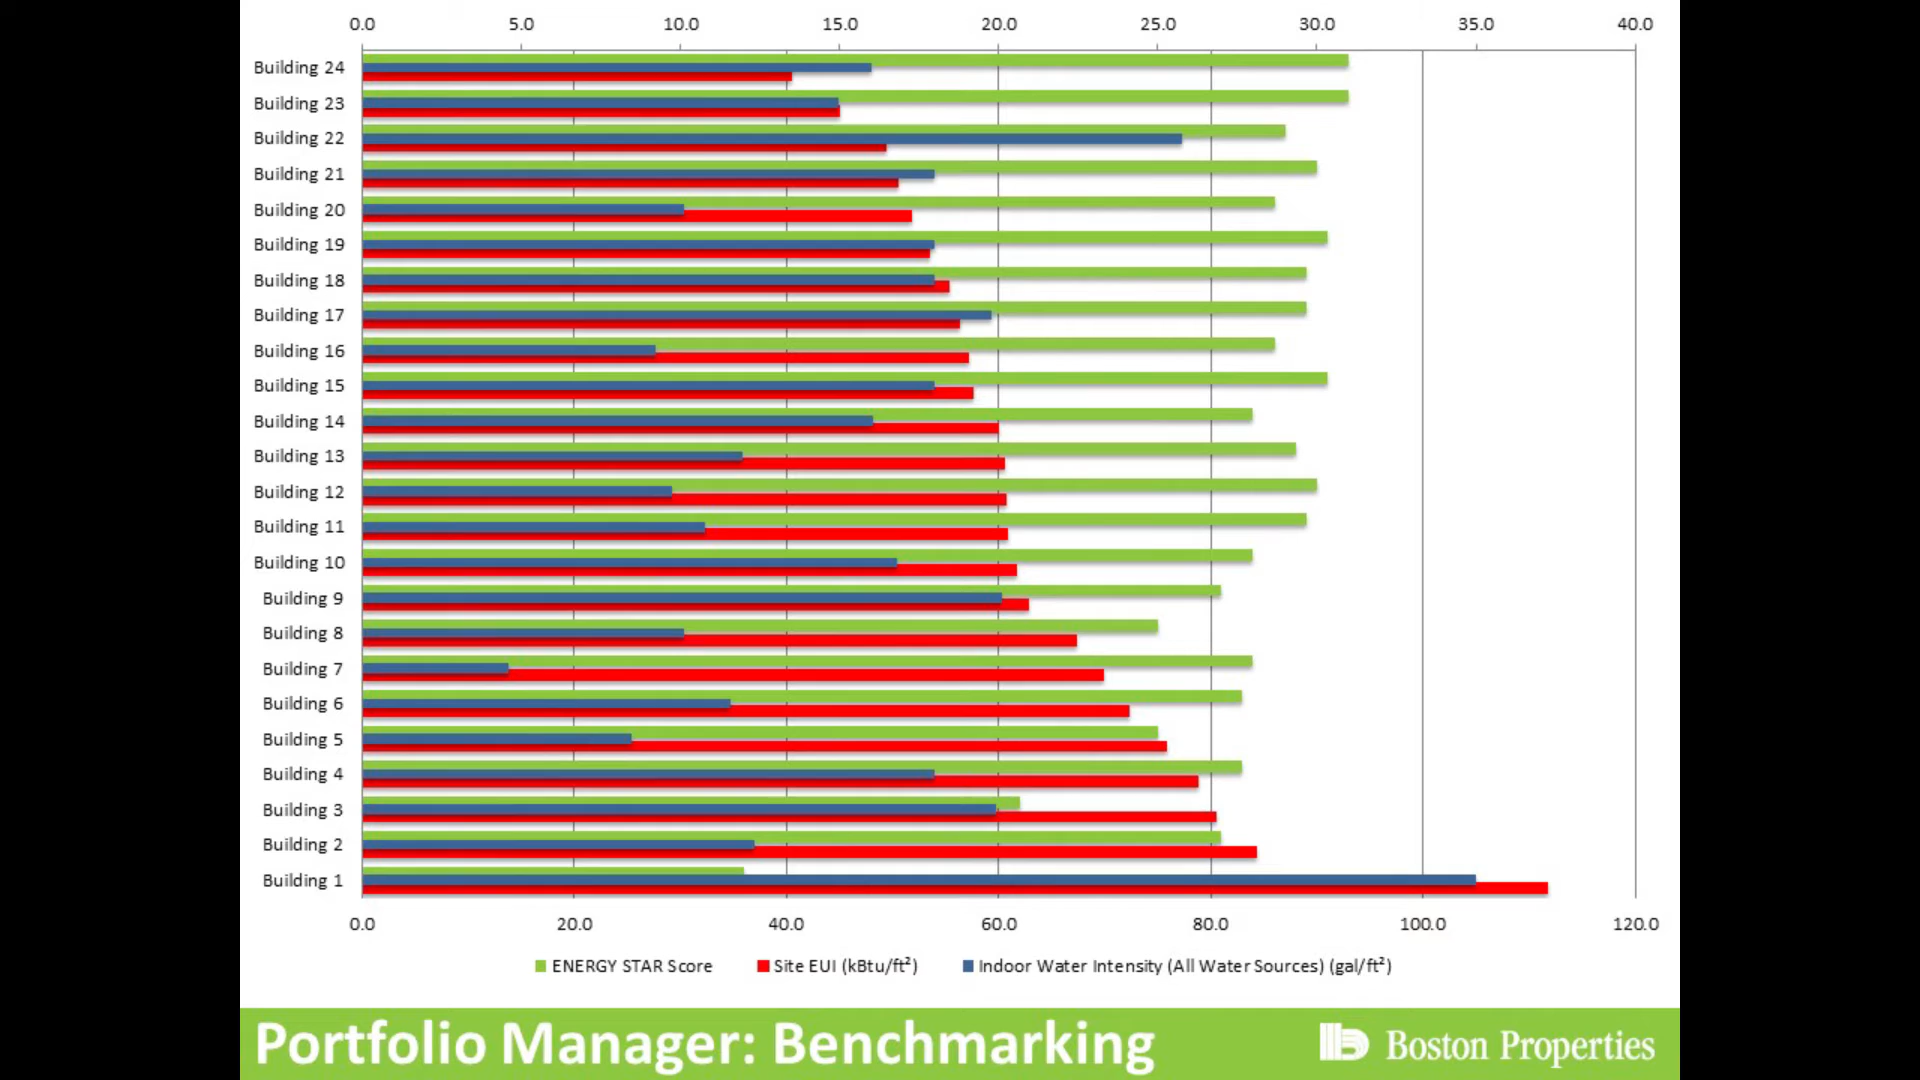 0.0 5.0 10.0 15.0 20.0 25.0 30.0 35.0 40.0
Building 24
Building 23
Building 22
Building 21
Building 20
Building 19
Building 18
Building 17
Building 16
Building 15
Building 14
Building 13
Building 12
Building 11
Building 10
Building 9
Building 8
Building 7
Building 6
Building 5
Building 4
Building 3
Building 2
Building 1
0.0 20.0 40.0 60.0 80.0 100.0 120.0
ENERGY STAR Score Site EUI (kBtu/ft²) Indoor Water Intensity (All Water Sources) (gal/ft²)
Portfolio Manager: Benchmarking
Boston Properties